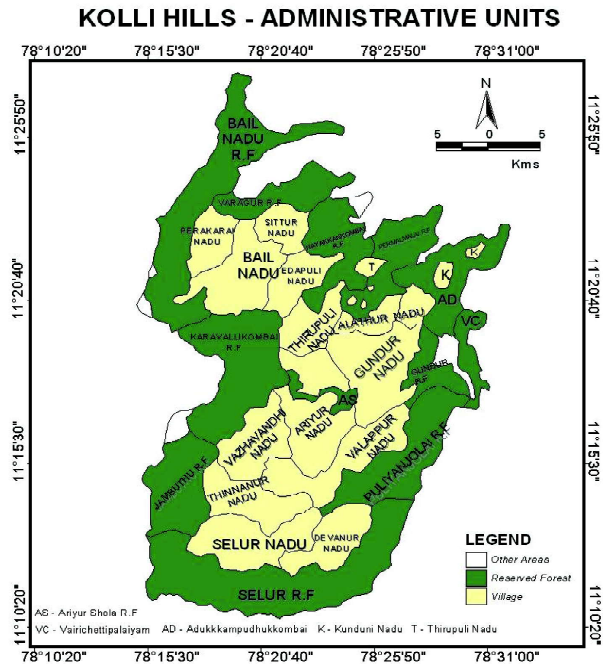 KOLLI HILLS - ADMINISTRATIVE UNITS
78°10'20" 78°15'30" 78°20'40" 78°25'50" 78°31'00"
N
11°25'50" 11°25'50"
5 0 5
Kms
BAIL
NADU
R.F
VARAGUR R.F
PERAKARAI
NADU
SITTUR
NADU
R.F
BAIL
NADU
EDAPULI
NADU
T
K
K
11°20'40" 11°20'40"
AD
VC
THIRUPULI
NADU
ALATHUR NADU
KARAVALLIKOMBAI
R.F
GUNDUR
NADU
GUNDUR
R.F
AS
VAZHAVANDHI
NADU
ARIYUR
NADU
VALAPPUR
NADU
11°15'30" 11°15'30"
JAMBUTHU R.F
THINNANUR
NADU
PULIYANJOLAI R.F
SELUR NADU
DEVANUR
NADU
SELUR R.F
LEGEND
Other Areas
Reserved Forest
Village
AS - Ariyur Shola R.F
VC - Vairichettipalaiyam AD - Adukkkampudhukkombai K - Kunduni Nadu T - Thirupuli Nadu
11°10'20" 11°10'20"
78°10'20" 78°15'30" 78°20'40" 78°25'50" 78°31'00"